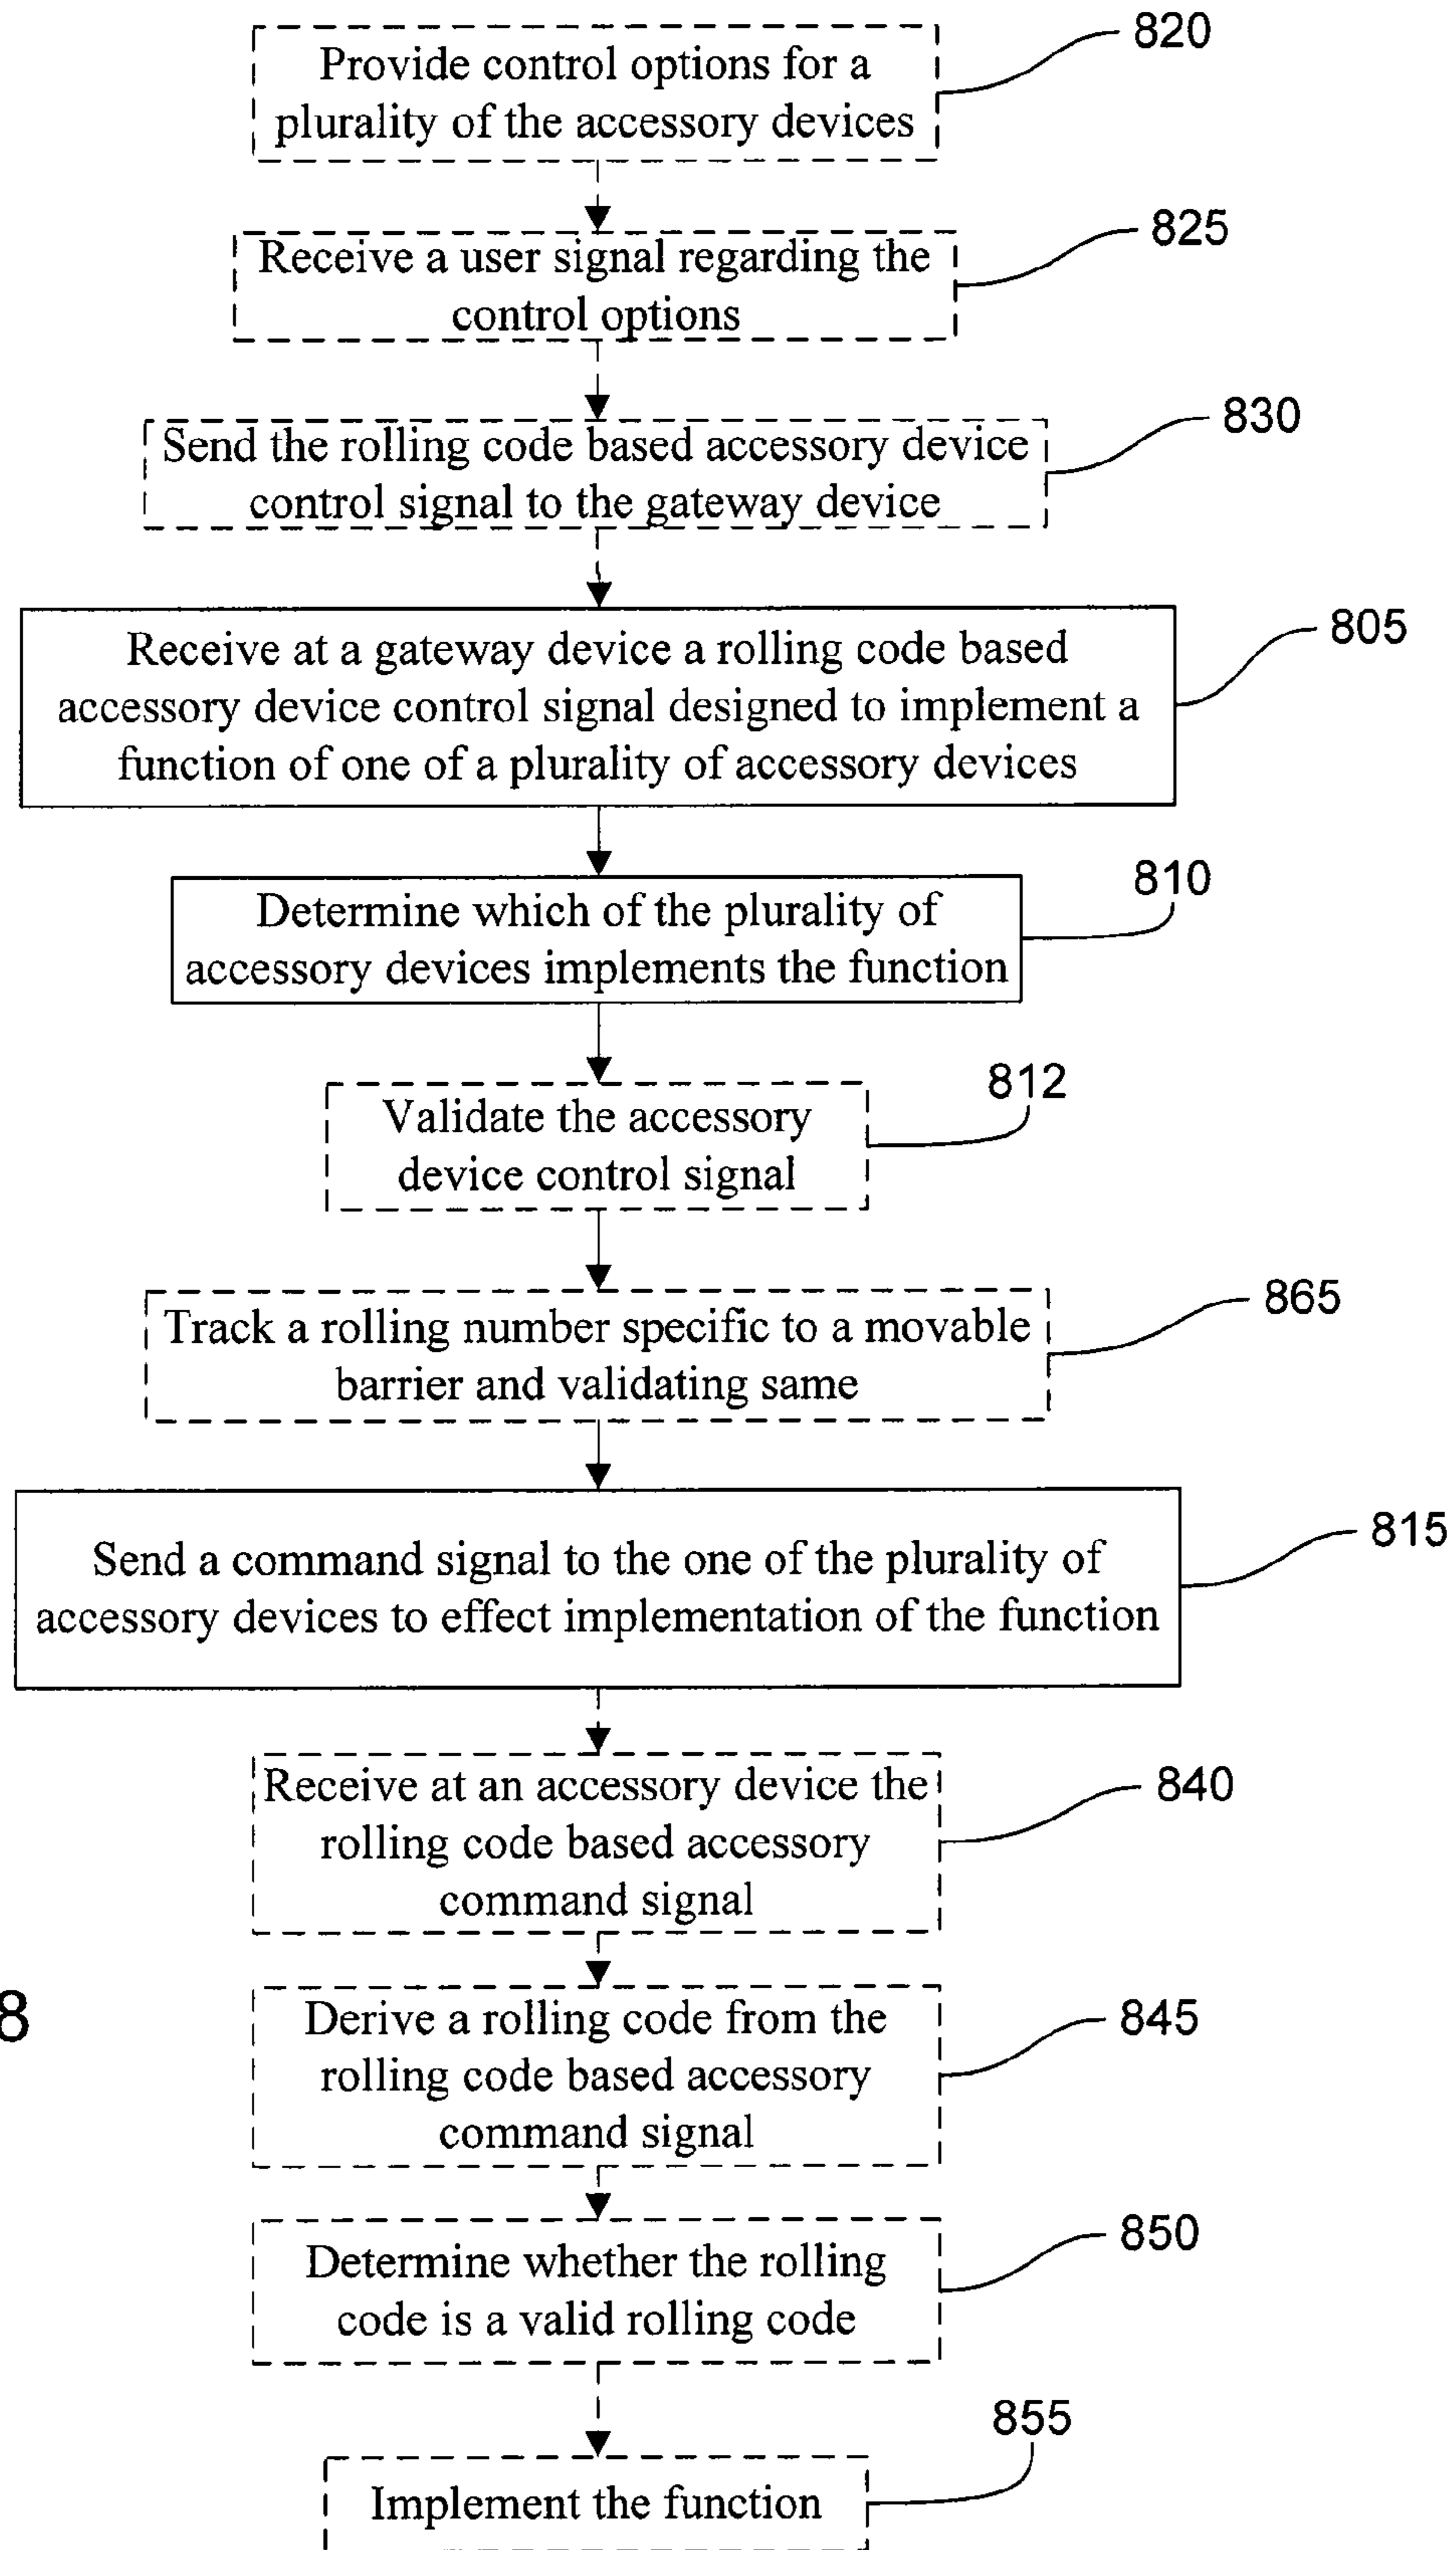 820
Provide control options for a
plurality of the accessory devices
825
Receive a user signal regarding the
control options
830
Send the rolling code based accessory device
control signal to the gateway device
805
Receive at a gateway device a rolling code based
accessory device control signal designed to implement a
function of one of a plurality of accessory devices
810
Determine which of the plurality of
accessory devices implements the function
812
Validate the accessory
device control signal
865
Track a rolling number specific to a movable
barrier and validating same
815
Send a command signal to the one of the plurality of
accessory devices to effect implementation of the function
840
Receive at an accessory device the
rolling code based accessory
command signal
8
845
Derive a rolling code from the
rolling code based accessory
command signal
850
Determine whether the rolling
code is a valid rolling code
855
Implement the function